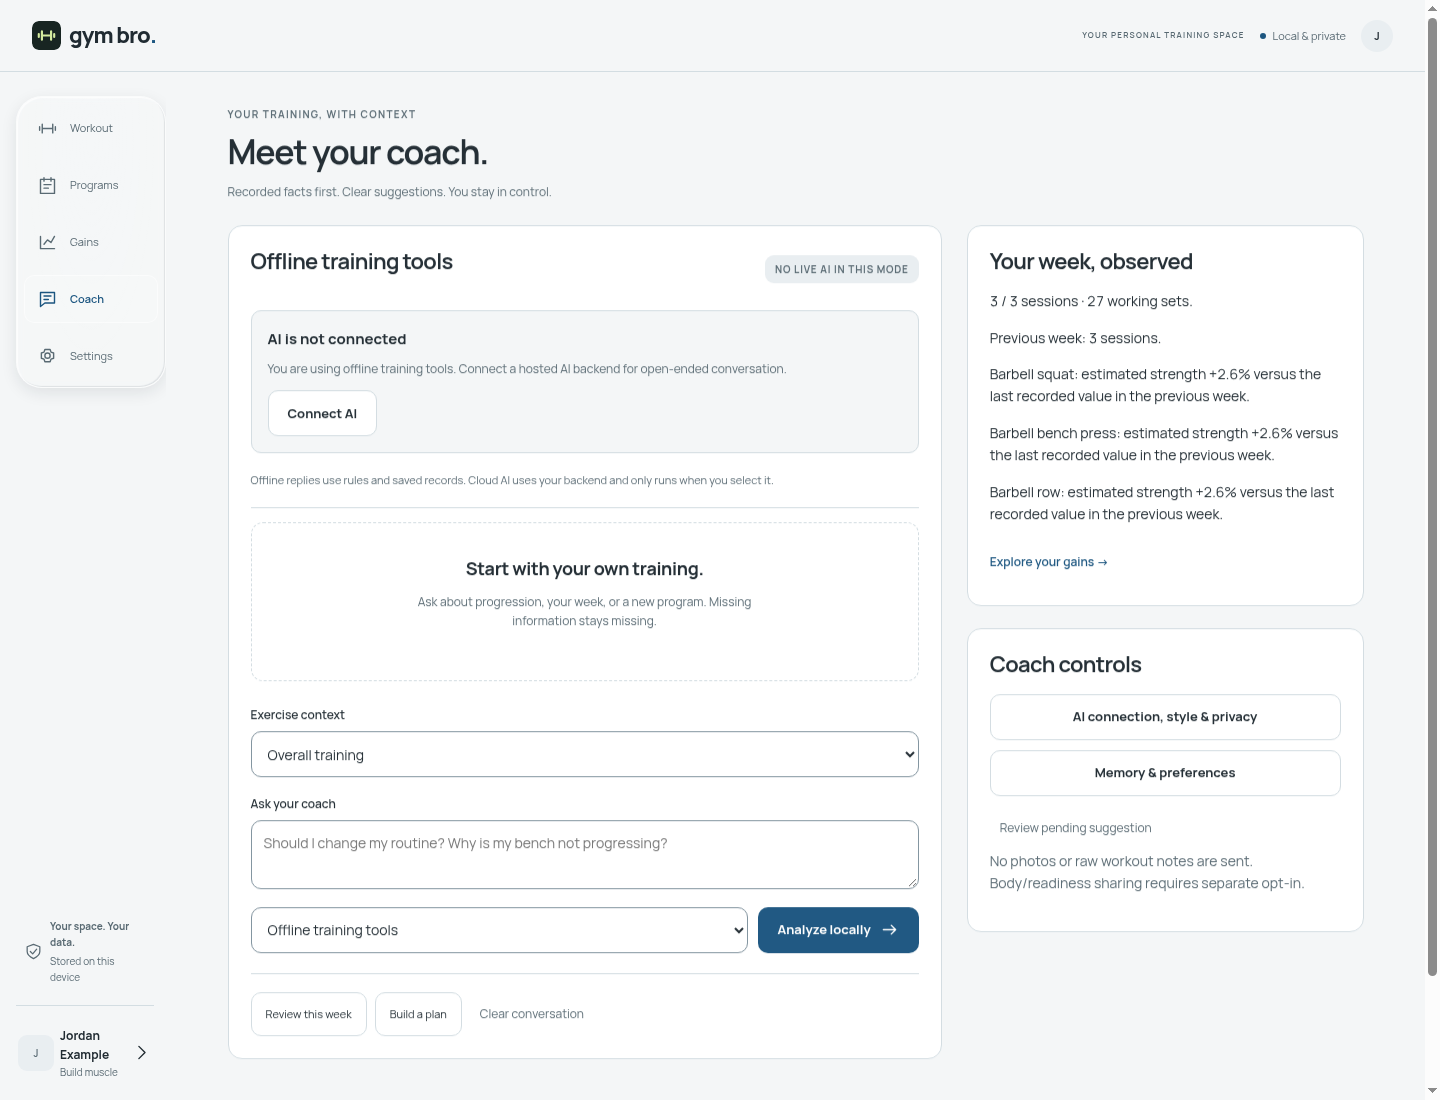 gym bro.
YOUR PERSONAL TRAINING SPACE
Local & private
J
Workout
Programs
Gains
Coach
Settings
YOUR TRAINING, WITH CONTEXT
Meet your coach.
Recorded facts first. Clear suggestions. You stay in control.
Offline training tools
NO LIVE AI IN THIS MODE
AI is not connected
You are using offline training tools. Connect a hosted AI backend for open-ended conversation.
Connect AI
Offline replies use rules and saved records. Cloud AI uses your backend and only runs when you select it.
Start with your own training.
Ask about progression, your week, or a new program. Missing
information stays missing.
Exercise context
Overall training
Ask your coach
Should I change my routine? Why is my bench not progressing?
Offline training tools
Analyze locally →
Review this week
Build a plan
Clear conversation
Your week, observed
3 / 3 sessions · 27 working sets.
Previous week: 3 sessions.
Barbell squat: estimated strength +2.6% versus the
last recorded value in the previous week.
Barbell bench press: estimated strength +2.6% versus
the last recorded value in the previous week.
Barbell row: estimated strength +2.6% versus the last
recorded value in the previous week.
Explore your gains →
Coach controls
AI connection, style & privacy
Memory & preferences
Review pending suggestion
No photos or raw workout notes are sent.
Body/readiness sharing requires separate opt-in.
Your space. Your
data.
Stored on this
device
J
Jordan
Example
Build muscle